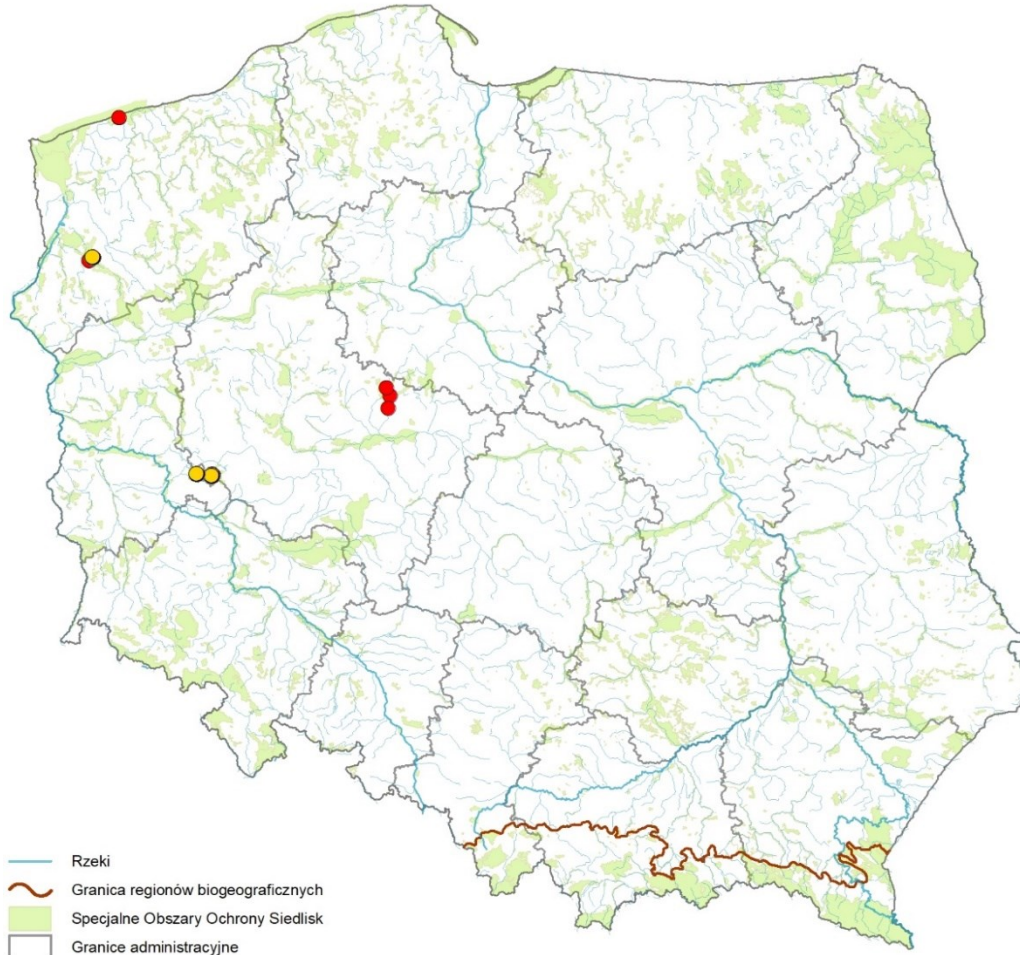 Rzeki
Granica regionów biogeograficznych
Specjalne Obszary Ochrony Siedlisk
Granice administracyjne